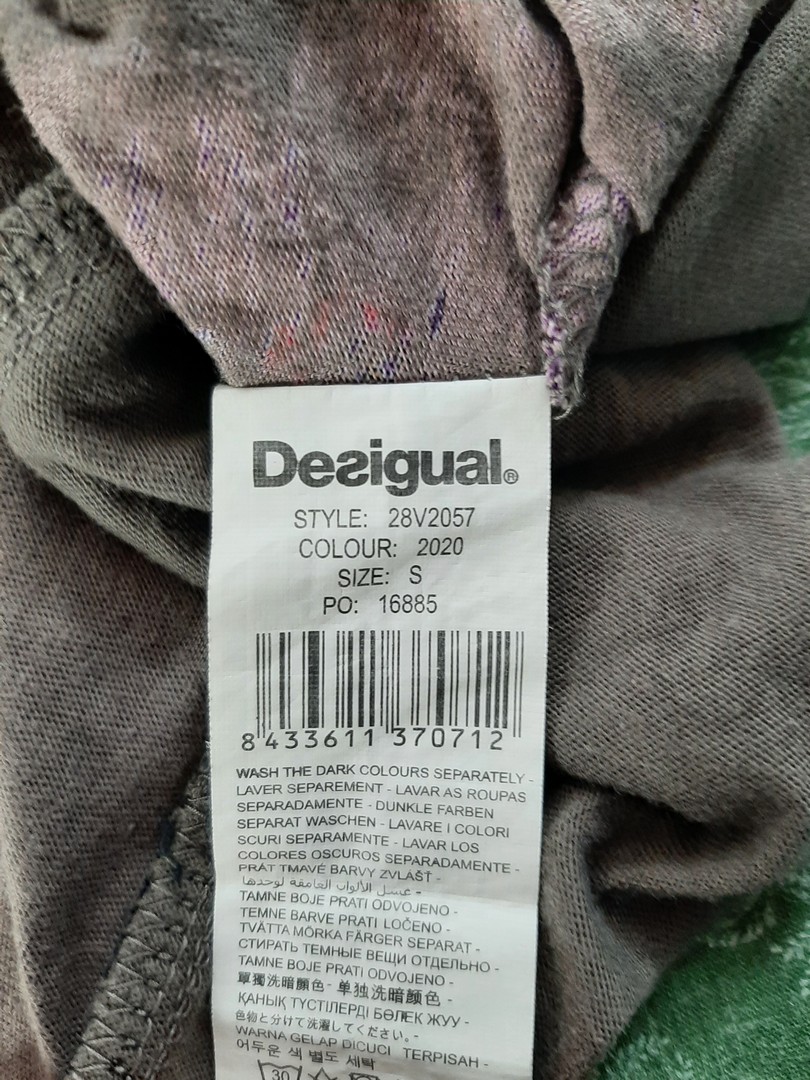 Desigual®
STYLE: 28V2057
COLOUR: 2020
SIZE: S
PO: 16885
8 433611 370712
WASH THE DARK COLOURS SEPARATELY -
LAVER SEPAREMENT - LAVAR AS ROUPAS
SEPARADAMENTE - DUNKLE FARBEN
SEPARAT WASCHEN - LAVARE I COLORI
SCURI SEPARAMENTE - LAVAR LOS
COLORES OSCUROS SEPARADAMENTE -
PRÁT TMAVÉ BARVY ZVLÁŠŤ -
غسل الألوان الغامقة لوحدها -
TAMNE BOJE PRATI ODVOJENO -
TEMNE BARVE PRATI LOČENO -
TVÄTTA MÖRKA FÄRGER SEPARAT -
СТИРАТЬ ТЕМНЫЕ ВЕЩИ ОТДЕЛЬНО -
TAMNE BOJE PRATI ODVOJENO -
單獨洗暗顏色 - 单独洗暗颜色 -
ҚАНЫҚ ТҮСТІЛЕРДІ БӨЛЕК ЖУУ -
色物と分けて洗濯してください。-
WARNA GELAP DICUCI TERPISAH -
어두운 색 별도 세탁
30